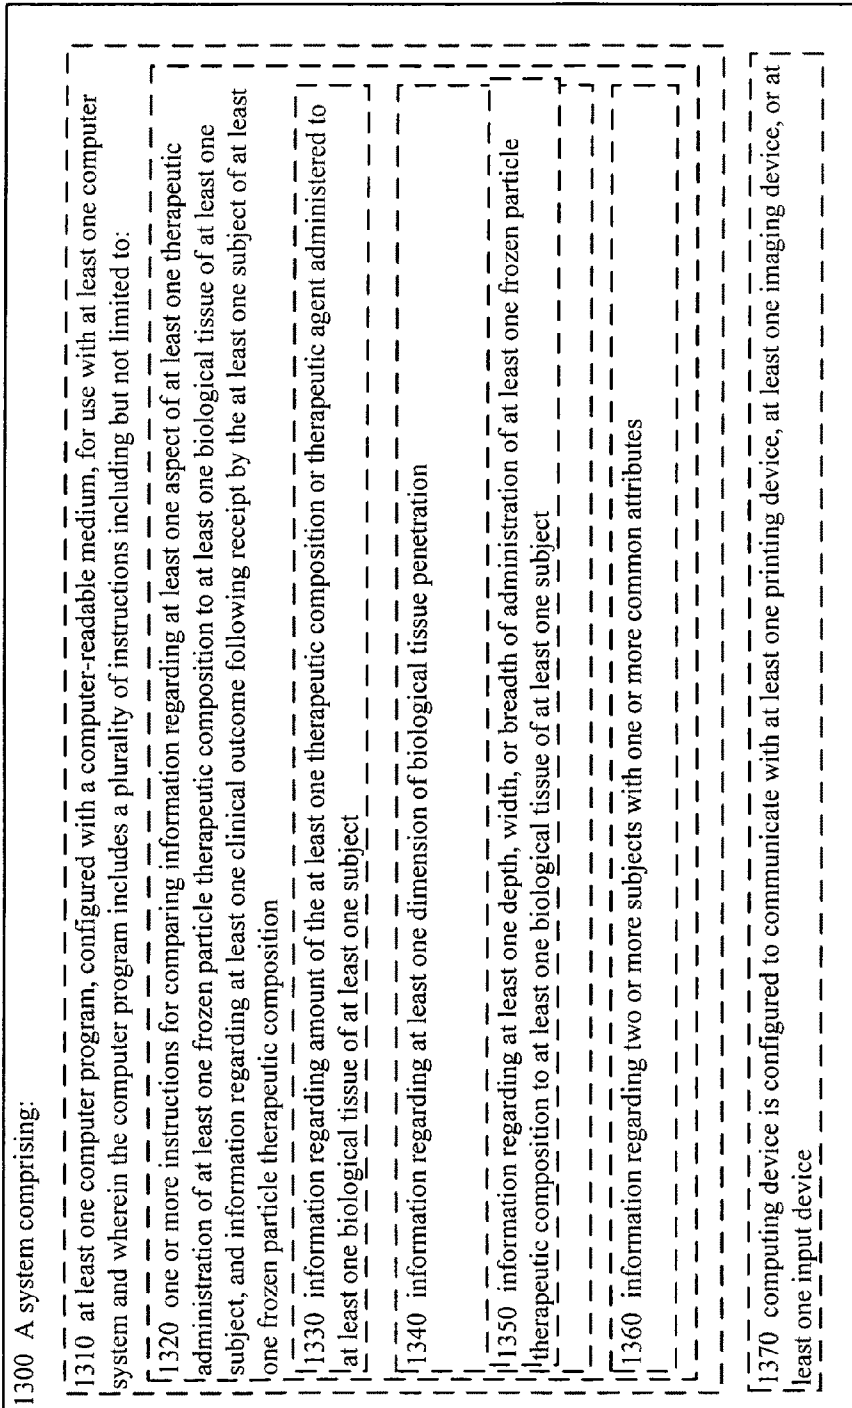 1300 A system comprising:
1310 at least one computer program, configured with a computer-readable medium, for use with at least one computer
system and wherein the computer program includes a plurality of instructions including but not limited to:
1320 one or more instructions for comparing information regarding at least one aspect of at least one therapeutic
administration of at least one frozen particle therapeutic composition to at least one biological tissue of at least one
subject, and information regarding at least one clinical outcome following receipt by the at least one subject of at least
one frozen particle therapeutic composition
1330 information regarding amount of the at least one therapeutic composition or therapeutic agent administered to
at least one biological tissue of at least one subject
1340 information regarding at least one dimension of biological tissue penetration
1350 information regarding at least one depth, width, or breadth of administration of at least one frozen particle
therapeutic composition to at least one biological tissue of at least one subject
1360 information regarding two or more subjects with one or more common attributes
1370 computing device is configured to communicate with at least one printing device, at least one imaging device, or at
least one input device